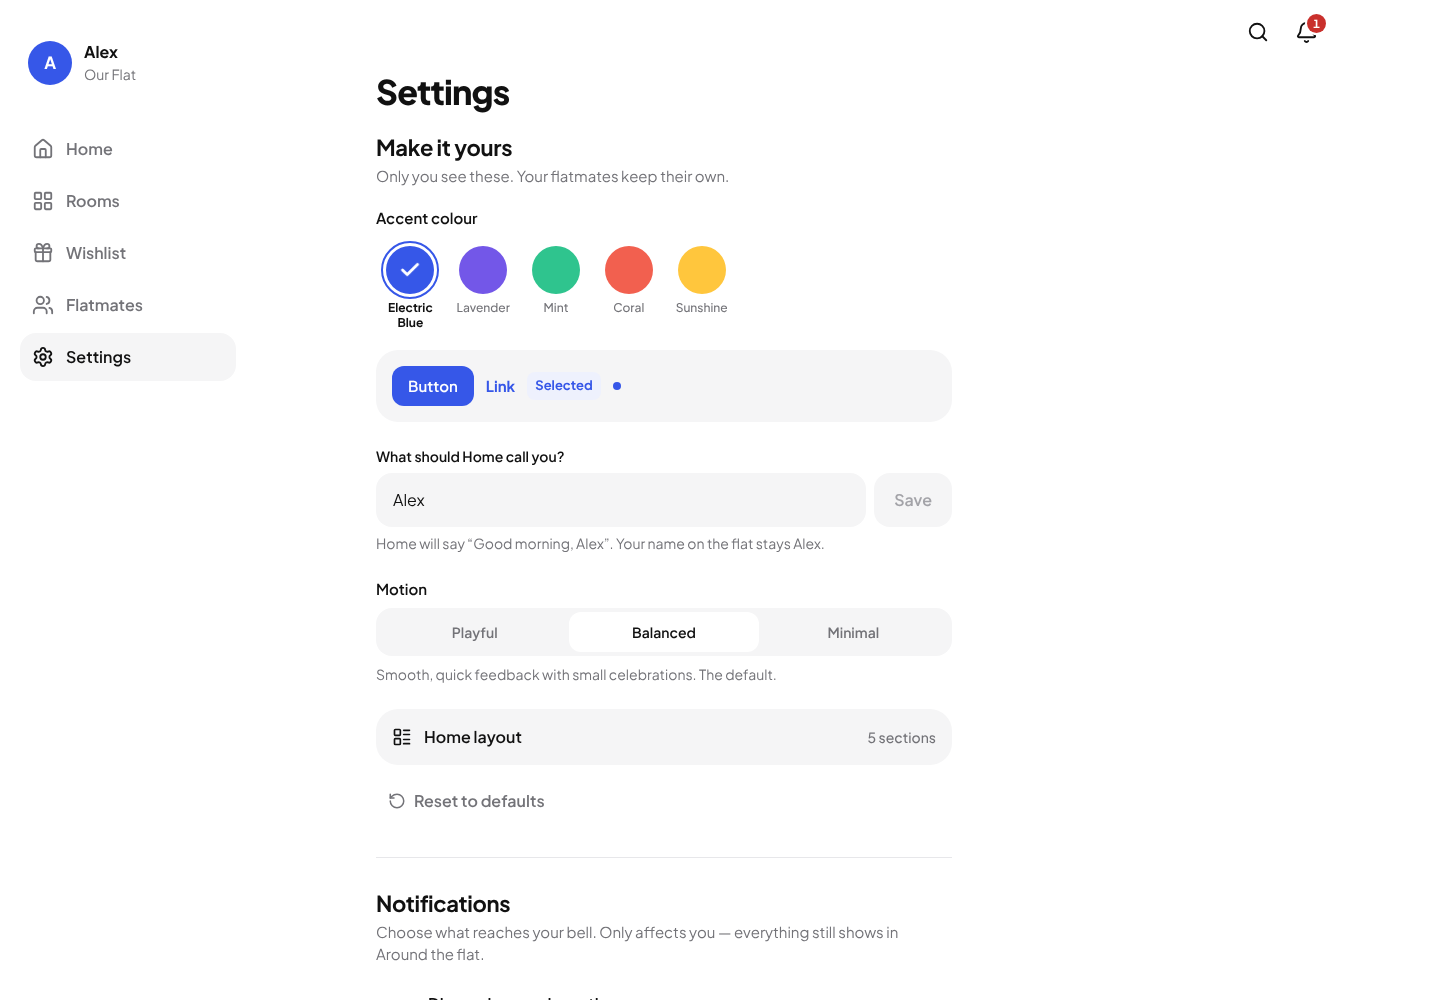 A
Alex
Our Flat
Home
Rooms
Wishlist
Flatmates
Settings
1
Settings
Make it yours
Only you see these. Your flatmates keep their own.
Accent colour
Electric
Blue
Lavender
Mint
Coral
Sunshine
Button
Link
Selected
What should Home call you?
Alex
Save
Home will say “Good morning, Alex”. Your name on the flat stays Alex.
Motion
Playful
Balanced
Minimal
Smooth, quick feedback with small celebrations. The default.
Home layout
5 sections
Reset to defaults
Notifications
Choose what reaches your bell. Only affects you — everything still shows in
Around the flat.